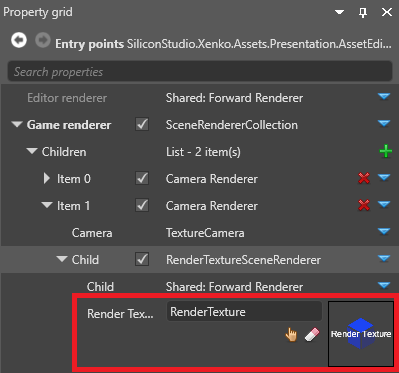 Property grid
Entry points SiliconStudio.Xenko.Assets.Presentation.AssetEdi...
Search properties
Editor renderer Shared: Forward Renderer
Game renderer SceneRendererCollection
Children List - 2 item(s)
Item 0 Camera Renderer
Item 1 Camera Renderer
Camera TextureCamera
Child RenderTextureSceneRenderer
Child Shared: Forward Renderer
Render Tex... RenderTexture
Render Texture